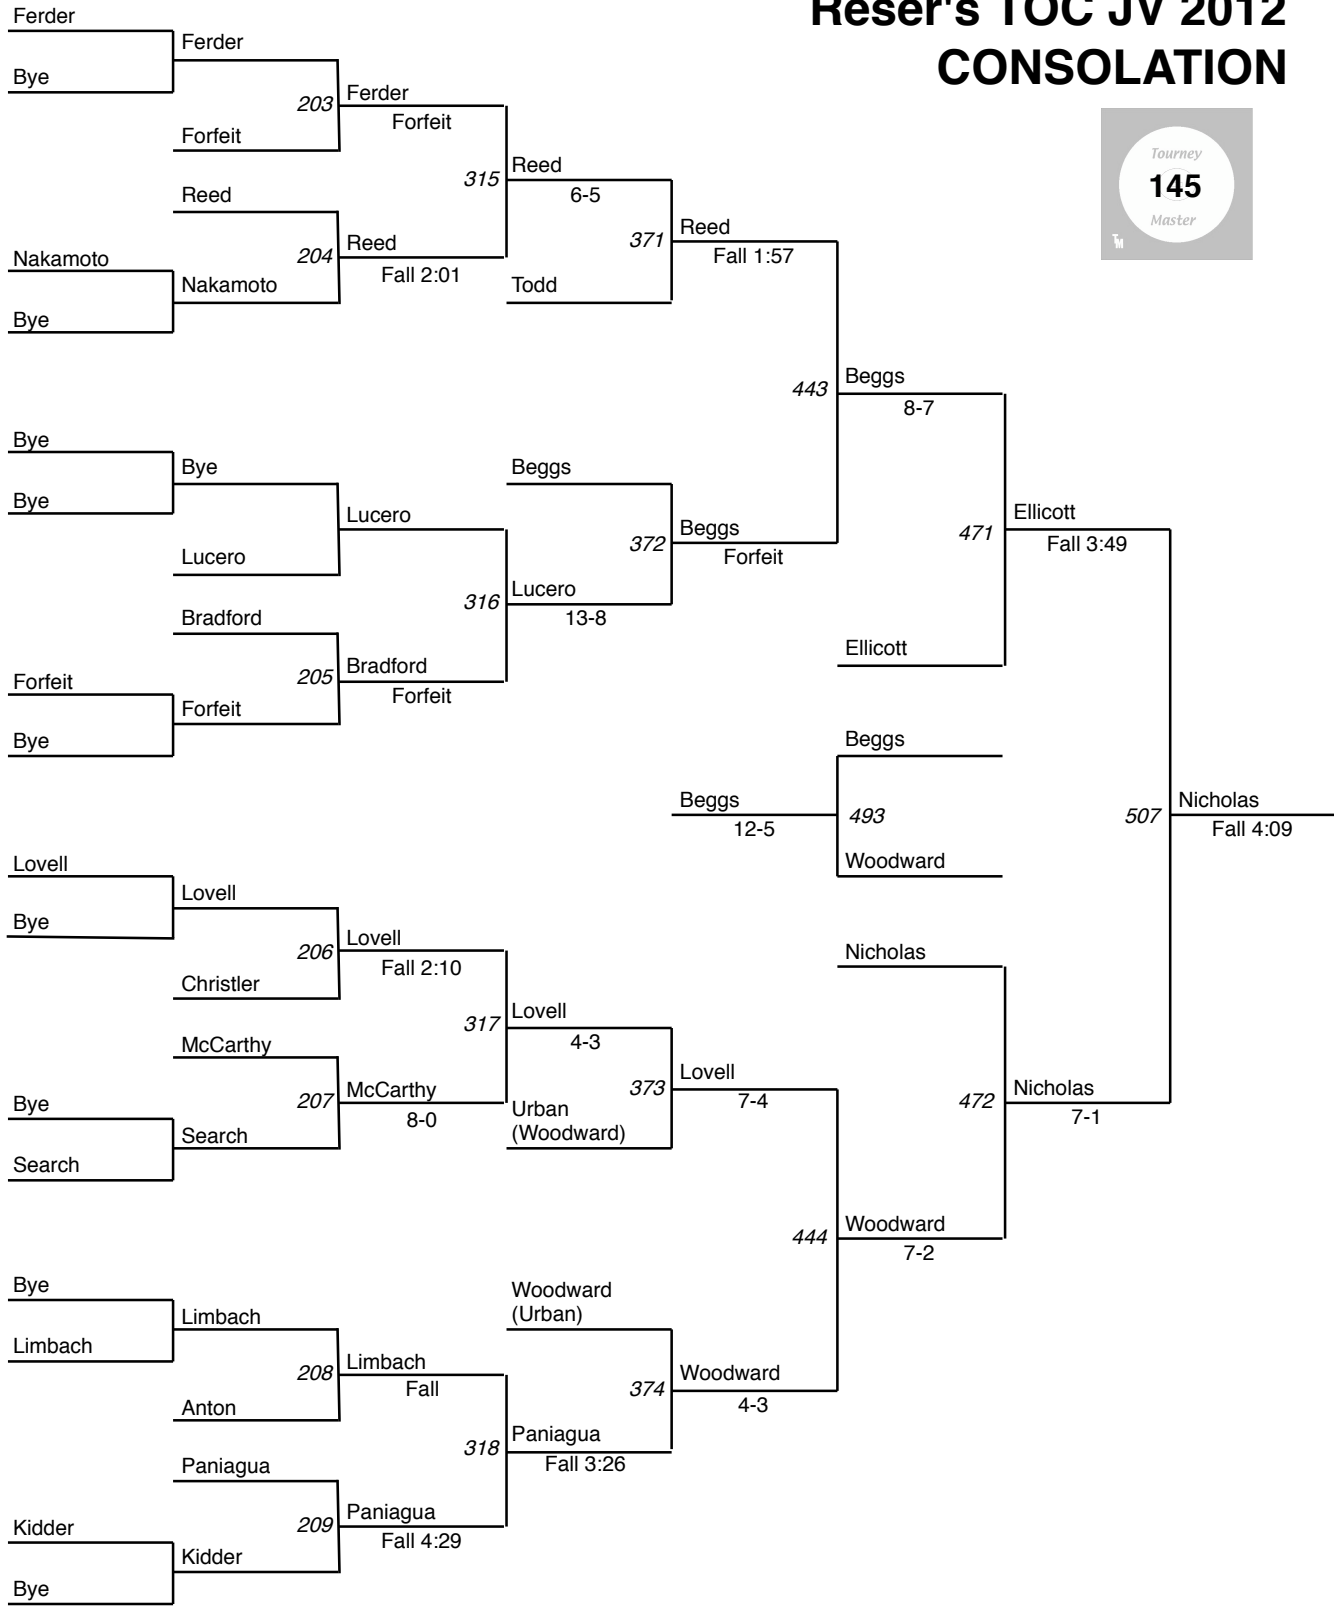 Reser's TOC JV 2012
CONSOLATION
Tourney
145
Master
TM
Ferder
Bye
Ferder
203
Forfeit
Ferder
Forfeit
Reed
204
Nakamoto
Bye
Nakamoto
Reed
Fall 2:01
315
Reed
6-5
Todd
371
Reed
Fall 1:57
Bye
Bye
Bye
Lucero
Lucero
Bradford
205
Forfeit
Bye
Forfeit
Bradford
Forfeit
316
Beggs
Lucero
13-8
372
Beggs
Forfeit
443
Beggs
8-7
Ellicott
471
Ellicott
Fall 3:49
Beggs
12-5
493
Beggs
Woodward
507
Nicholas
Fall 4:09
Lovell
Bye
Lovell
206
Christler
Lovell
Fall 2:10
McCarthy
207
Bye
Search
Search
McCarthy
8-0
317
Lovell
4-3
Urban
(Woodward)
373
Lovell
7-4
Nicholas
472
Nicholas
7-1
444
Woodward
7-2
Bye
Limbach
Limbach
208
Anton
Limbach
Fall
Paniagua
209
Kidder
Bye
Kidder
Paniagua
Fall 4:29
318
Woodward
(Urban)
Paniagua
Fall 3:26
374
Woodward
4-3